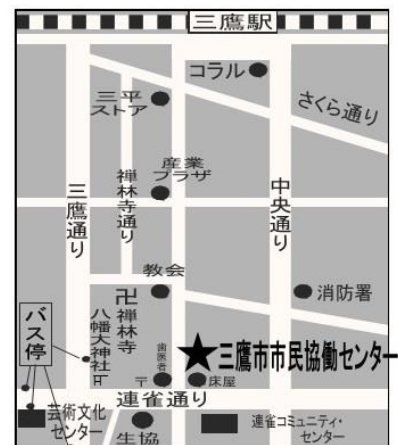 三鷹駅
コラル
三平
ストア
さくら通り
産業
プラザ
禅林寺通り
三鷹通り
中央通り
教会
卍
禅林寺
八幡大神社
消防署
バス停
歯医者
三鷹市市民協働センター
〒
床屋
連雀通り
芸術文化
センター
生協
連雀コミュニティ・
センター